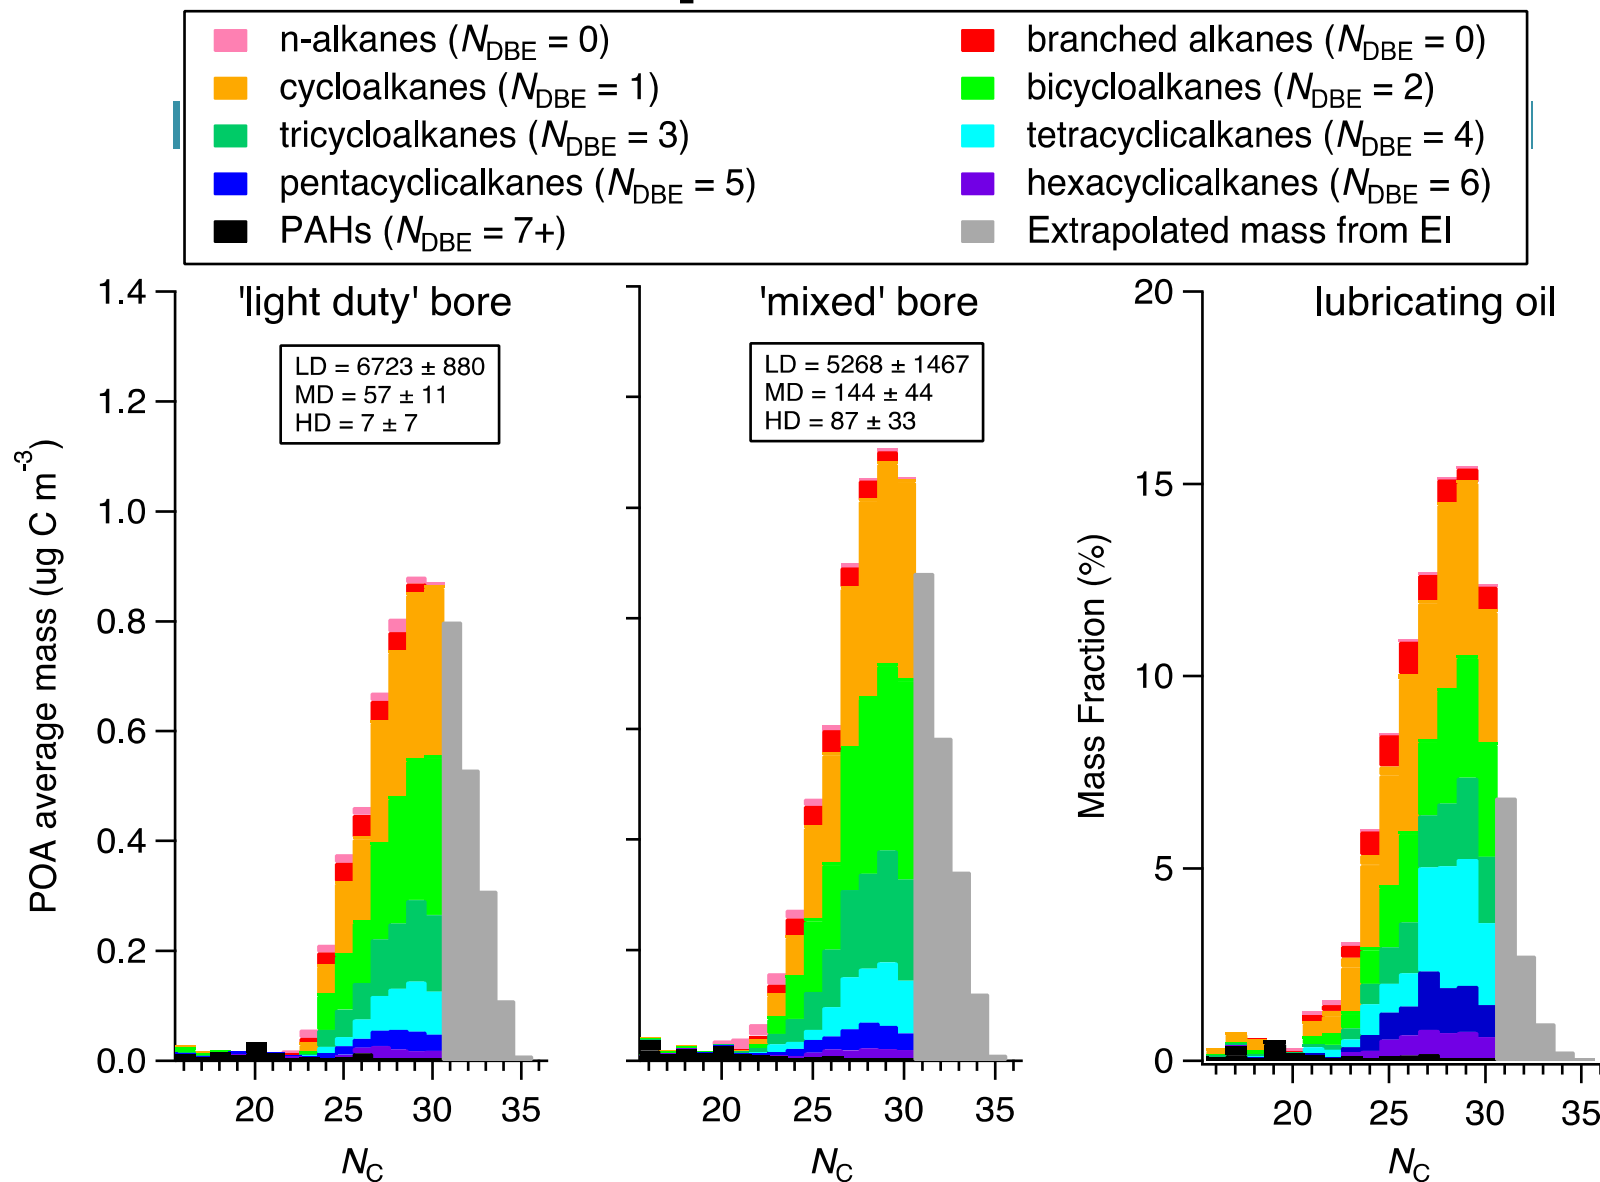 n-alkanes (NDBE = 0)
branched alkanes (NDBE = 0)
cycloalkanes (NDBE = 1)
bicycloalkanes (NDBE = 2)
tricycloalkanes (NDBE = 3)
tetracyclicalkanes (NDBE = 4)
pentacyclicalkanes (NDBE = 5)
hexacyclicalkanes (NDBE = 6)
PAHs (NDBE = 7+)
Extrapolated mass from EI
'light duty' bore
LD = 6723 ± 880
MD = 57 ± 11
HD = 7 ± 7
POA average mass (ug C m-3)
1.4
1.2
1.0
0.8
0.6
0.4
0.2
0.0
20 25 30 35
NC
'mixed' bore
LD = 5268 ± 1467
MD = 144 ± 44
HD = 87 ± 33
20 25 30 35
NC
lubricating oil
Mass Fraction (%)
20
15
10
5
0
20 25 30 35
NC